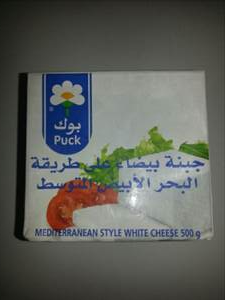 بوك
Puck
جبنة بيضاء على طريقة
البحر الأبيض المتوسط
MEDITERRANEAN STYLE WHITE CHEESE 500 g